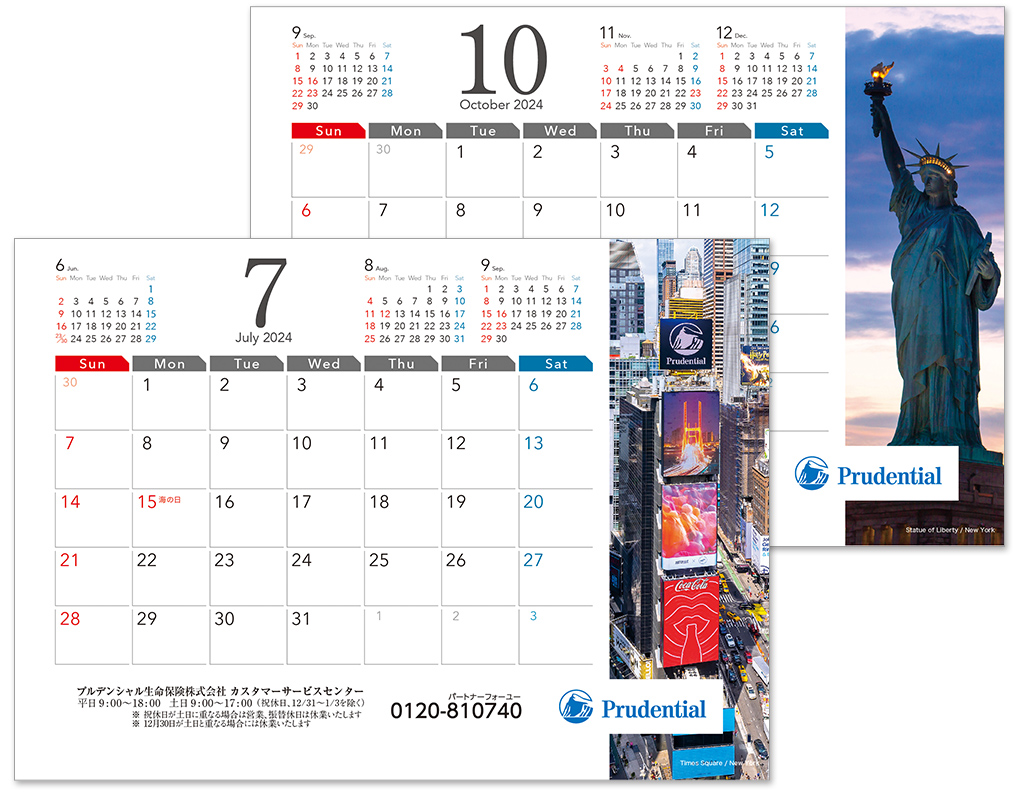 9 Sep.
Sun Mon Tue Wed Thu Fri Sat
1 2 3 4 5 6 7
8 9 10 11 12 13 14
15 16 17 18 19 20 21
22 23 24 25 26 27 28
29 30
10
October 2024
11 Nov.
Sun Mon Tue Wed Thu Fri Sat
1 2
3 4 5 6 7 8 9
10 11 12 13 14 15 16
17 18 19 20 21 22 23
24 25 26 27 28 29 30
12 Dec.
Sun Mon Tue Wed Thu Fri Sat
1 2 3 4 5 6 7
8 9 10 11 12 13 14
15 16 17 18 19 20 21
22 23 24 25 26 27 28
29 30 31
Sun Mon Tue Wed Thu Fri Sat
29 30 1 2 3 4 5
6 7 8 9 10 11 12
9
6
Prudential
Statue of Liberty / New York
6 Jun.
Sun Mon Tue Wed Thu Fri Sat
1
2 3 4 5 6 7 8
9 10 11 12 13 14 15
16 17 18 19 20 21 22
23/30 24 25 26 27 28 29
7
July 2024
8 Aug.
Sun Mon Tue Wed Thu Fri Sat
1 2 3
4 5 6 7 8 9 10
11 12 13 14 15 16 17
18 19 20 21 22 23 24
25 26 27 28 29 30 31
9 Sep.
Sun Mon Tue Wed Thu Fri Sat
1 2 3 4 5 6 7
8 9 10 11 12 13 14
15 16 17 18 19 20 21
22 23 24 25 26 27 28
29 30
Sun Mon Tue Wed Thu Fri Sat
30 1 2 3 4 5 6
7 8 9 10 11 12 13
14 15 海の日 16 17 18 19 20
21 22 23 24 25 26 27
28 29 30 31 1 2 3
Prudential
Coca-Cola
プルデンシャル生命保険株式会社 カスタマーサービスセンター
平日9:00〜18:00 土日9:00〜17:00（祝休日、12/31〜1/3を除く）
※ 祝休日が土日に重なる場合は営業、振替休日は休業いたします
※ 12月30日が土日と重なる場合には休業いたします
パートナーフォーユー
0120-810740
Prudential
Times Square / New York